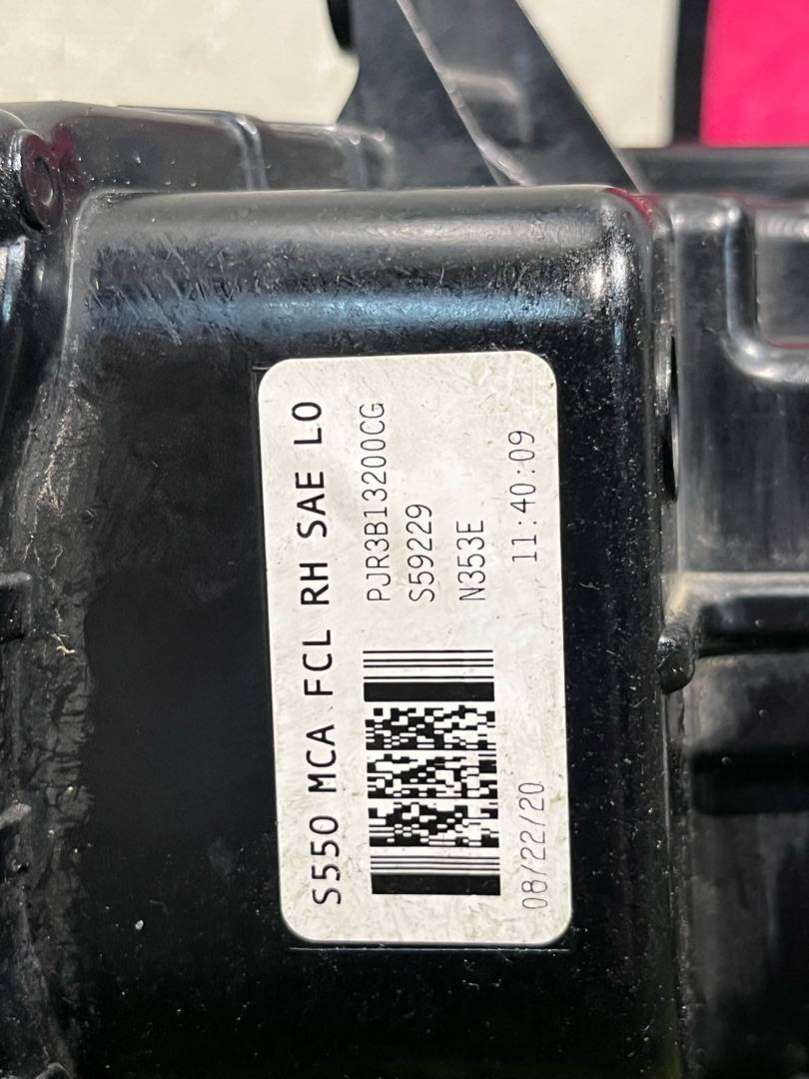 S550 MCA FCL RH SAE LO
PJR3B13200CG
S59229
N353E
08/22/20 11:40:09